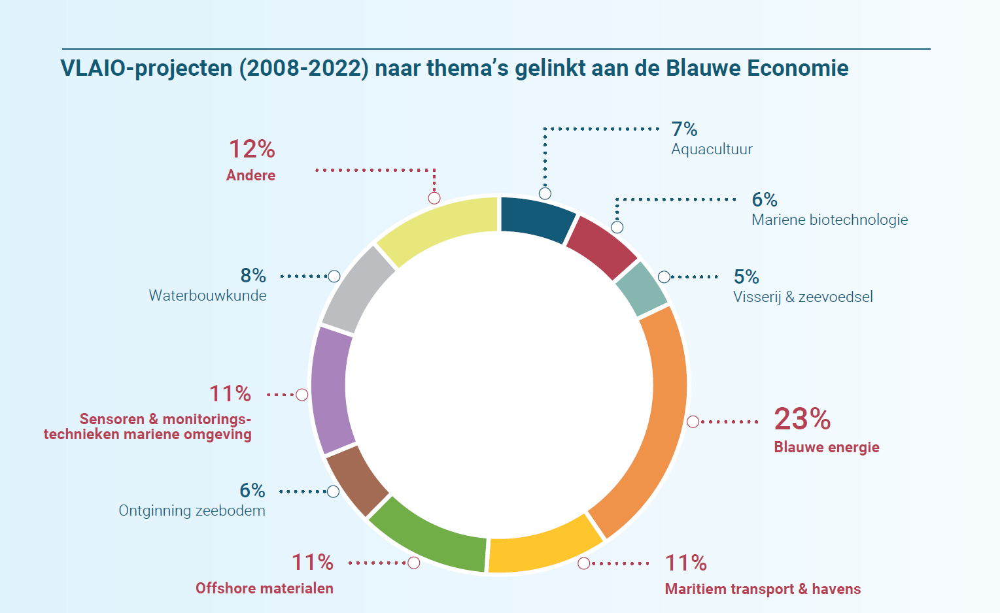 VLAIO-projecten (2008-2022) naar thema’s gelinkt aan de Blauwe Economie
7%
Aquacultuur
6%
Mariene biotechnologie
5%
Visserij & zeevoedsel
23%
Blauwe energie
11%
Maritiem transport & havens
11%
Offshore materialen
6%
Ontginning zeebodem
11%
Sensoren & monitorings-
technieken mariene omgeving
8%
Waterbouwkunde
12%
Andere